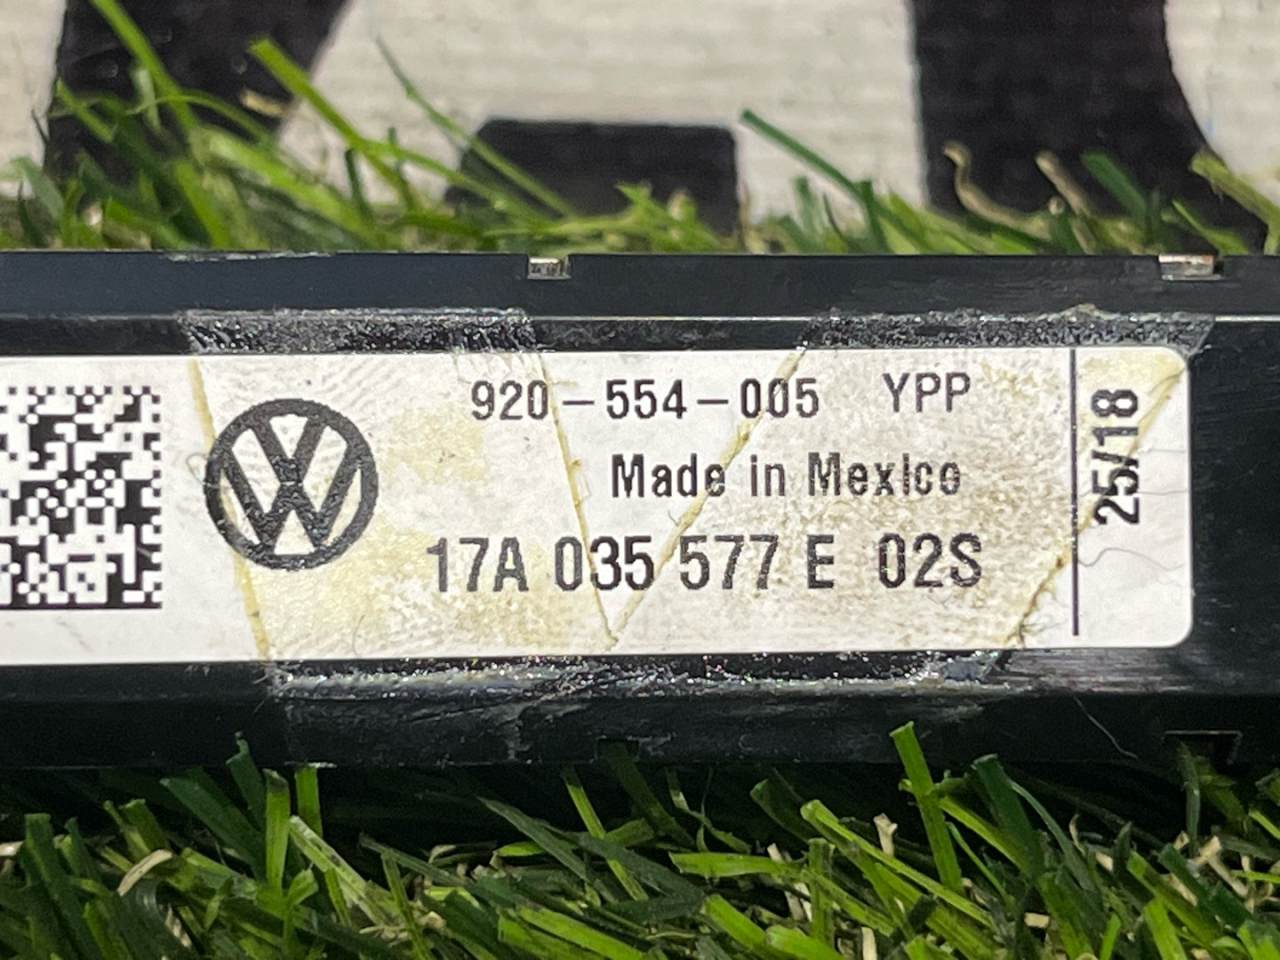 920-554-005 YPP
Made in Mexico
17A 035 577 E 02S
25/18